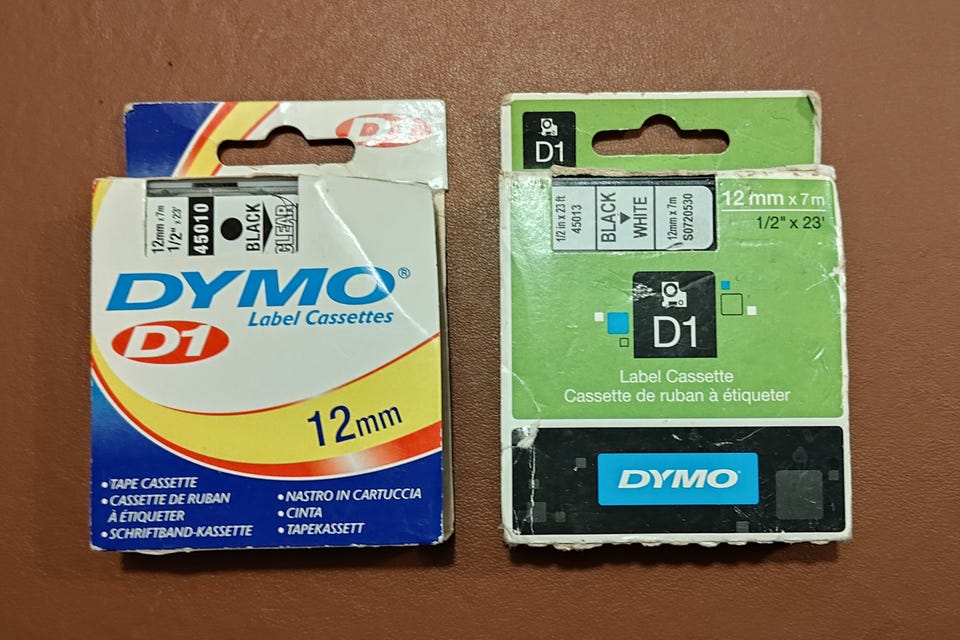 D1
12mm x 7m
1/2" x 23'
45010
BLACK
CLEAR
DYMO®
Label Cassettes
D1
12mm
• TAPE CASSETTE
• CASSETTE DE RUBAN
À ÉTIQUETER
• SCHRIFTBAND-KASSETTE
• NASTRO IN CARTUCCIA
• CINTA
• TAPEKASSETT
D1
1/2 in x 23 ft
45013
BLACK
WHITE
12mm x 7m
S0720530
12 mm x 7m
1/2" x 23'
D1
Label Cassette
Cassette de ruban à étiqueter
DYMO